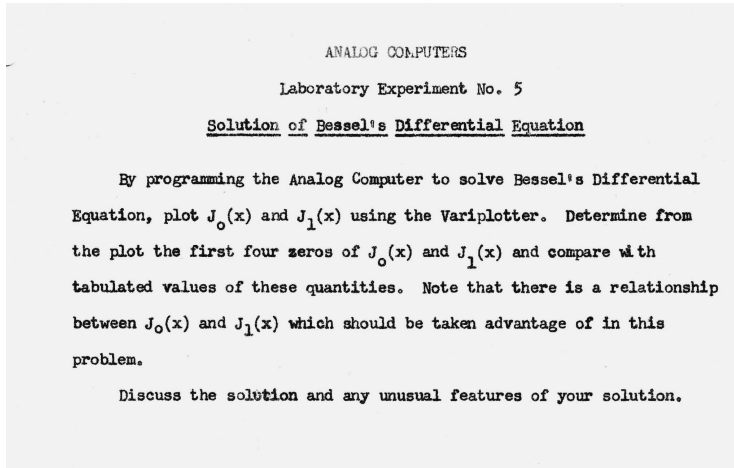 ANALOG COMPUTERS
Laboratory Experiment No. 5
Solution of Bessel's Differential Equation
By programming the Analog Computer to solve Bessel's Differential
Equation, plot J₀(x) and J₁(x) using the Variplotter. Determine from
the plot the first four zeros of J₀(x) and J₁(x) and compare with
tabulated values of these quantities. Note that there is a relationship
between J₀(x) and J₁(x) which should be taken advantage of in this
problem.
Discuss the solution and any unusual features of your solution.